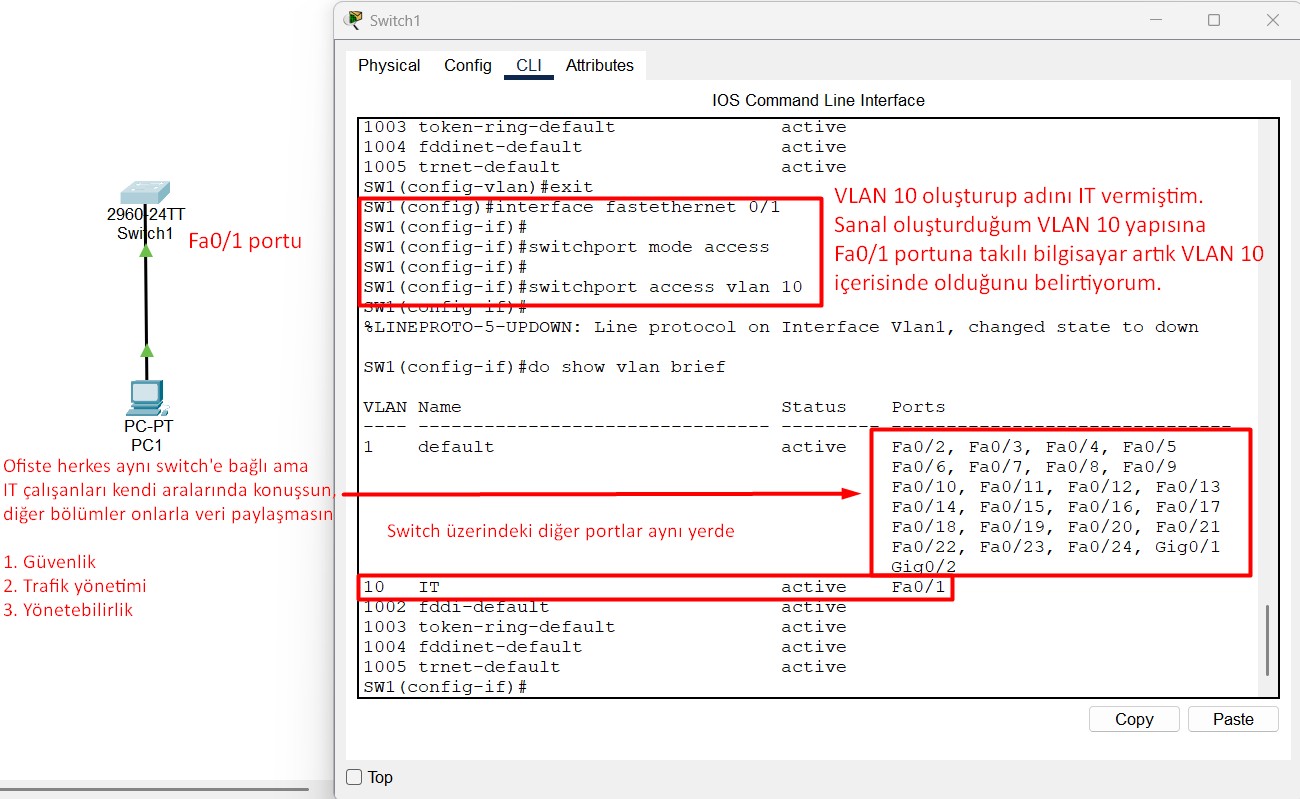 Switch1
Physical Config CLI Attributes
IOS Command Line Interface
1003 token-ring-default active
1004 fddinet-default active
1005 trnet-default active
SW1(config-vlan)#exit
SW1(config)#interface fastethernet 0/1
SW1(config-if)#
SW1(config-if)#switchport mode access
SW1(config-if)#
SW1(config-if)#switchport access vlan 10
SW1(config-if)#
%LINEPROTO-5-UPDOWN: Line protocol on Interface Vlan1, changed state to down
SW1(config-if)#do show vlan brief
VLAN Name Status Ports
---- -------------------------------- --------- -------------------------------
1 default active Fa0/2, Fa0/3, Fa0/4, Fa0/5
Fa0/6, Fa0/7, Fa0/8, Fa0/9
Fa0/10, Fa0/11, Fa0/12, Fa0/13
Fa0/14, Fa0/15, Fa0/16, Fa0/17
Fa0/18, Fa0/19, Fa0/20, Fa0/21
Fa0/22, Fa0/23, Fa0/24, Gig0/1
Gig0/2
10 IT active Fa0/1
1002 fddi-default active
1003 token-ring-default active
1004 fddinet-default active
1005 trnet-default active
SW1(config-if)#
VLAN 10 oluşturup adını IT vermiştim.
Sanal oluşturduğum VLAN 10 yapısına
Fa0/1 portuna takılı bilgisayar artık VLAN 10
içerisinde olduğunu belirtiyorum.
Switch üzerindeki diğer portlar aynı yerde
2960-24TT
Switch1
Fa0/1 portu
PC-PT
PC1
Ofiste herkes aynı switch'e bağlı ama
IT çalışanları kendi aralarında konuşsun,
diğer bölümler onlarla veri paylaşmasın
1. Güvenlik
2. Trafik yönetimi
3. Yönetebilirlik
Copy Paste
Top